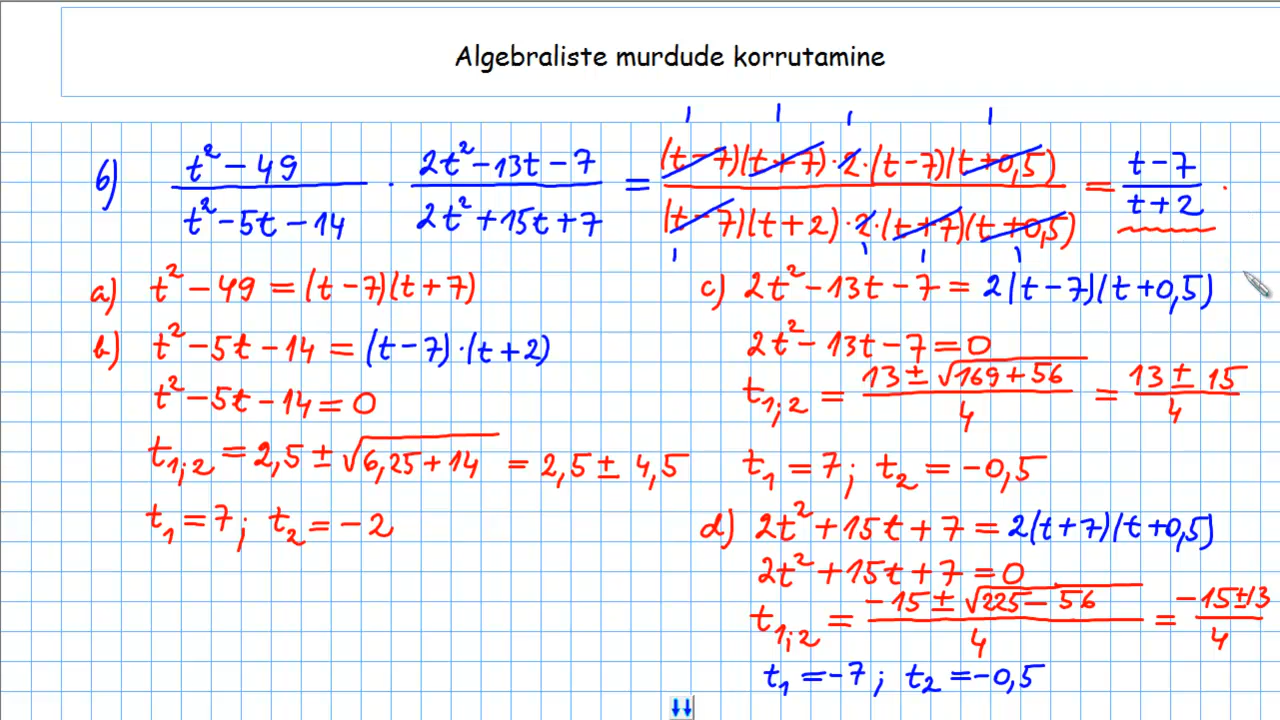 Algebraliste murdude korrutamine
6) (t² - 49)/(t² - 5t - 14) · (2t² - 13t - 7)/(2t² + 15t + 7) = ((t - 7)(t + 7) · 2 · (t - 7)(t + 0,5))/((t - 7)(t + 2) · 2 · (t + 7)(t + 0,5)) = (t - 7)/(t + 2) .
a) t² - 49 = (t - 7)(t + 7)
b) t² - 5t - 14 = (t - 7) · (t + 2)
t² - 5t - 14 = 0
t₁;₂ = 2,5 ± √(6,25 + 14) = 2,5 ± 4,5
t₁ = 7; t₂ = -2
c) 2t² - 13t - 7 = 2(t - 7)(t + 0,5)
2t² - 13t - 7 = 0
t₁;₂ = (13 ± √(169 + 56))/4 = (13 ± 15)/4
t₁ = 7; t₂ = -0,5
d) 2t² + 15t + 7 = 2(t + 7)(t + 0,5)
2t² + 15t + 7 = 0
t₁;₂ = (-15 ± √(225 - 56))/4 = (-15 ± 13)/4
t₁ = -7; t₂ = -0,5